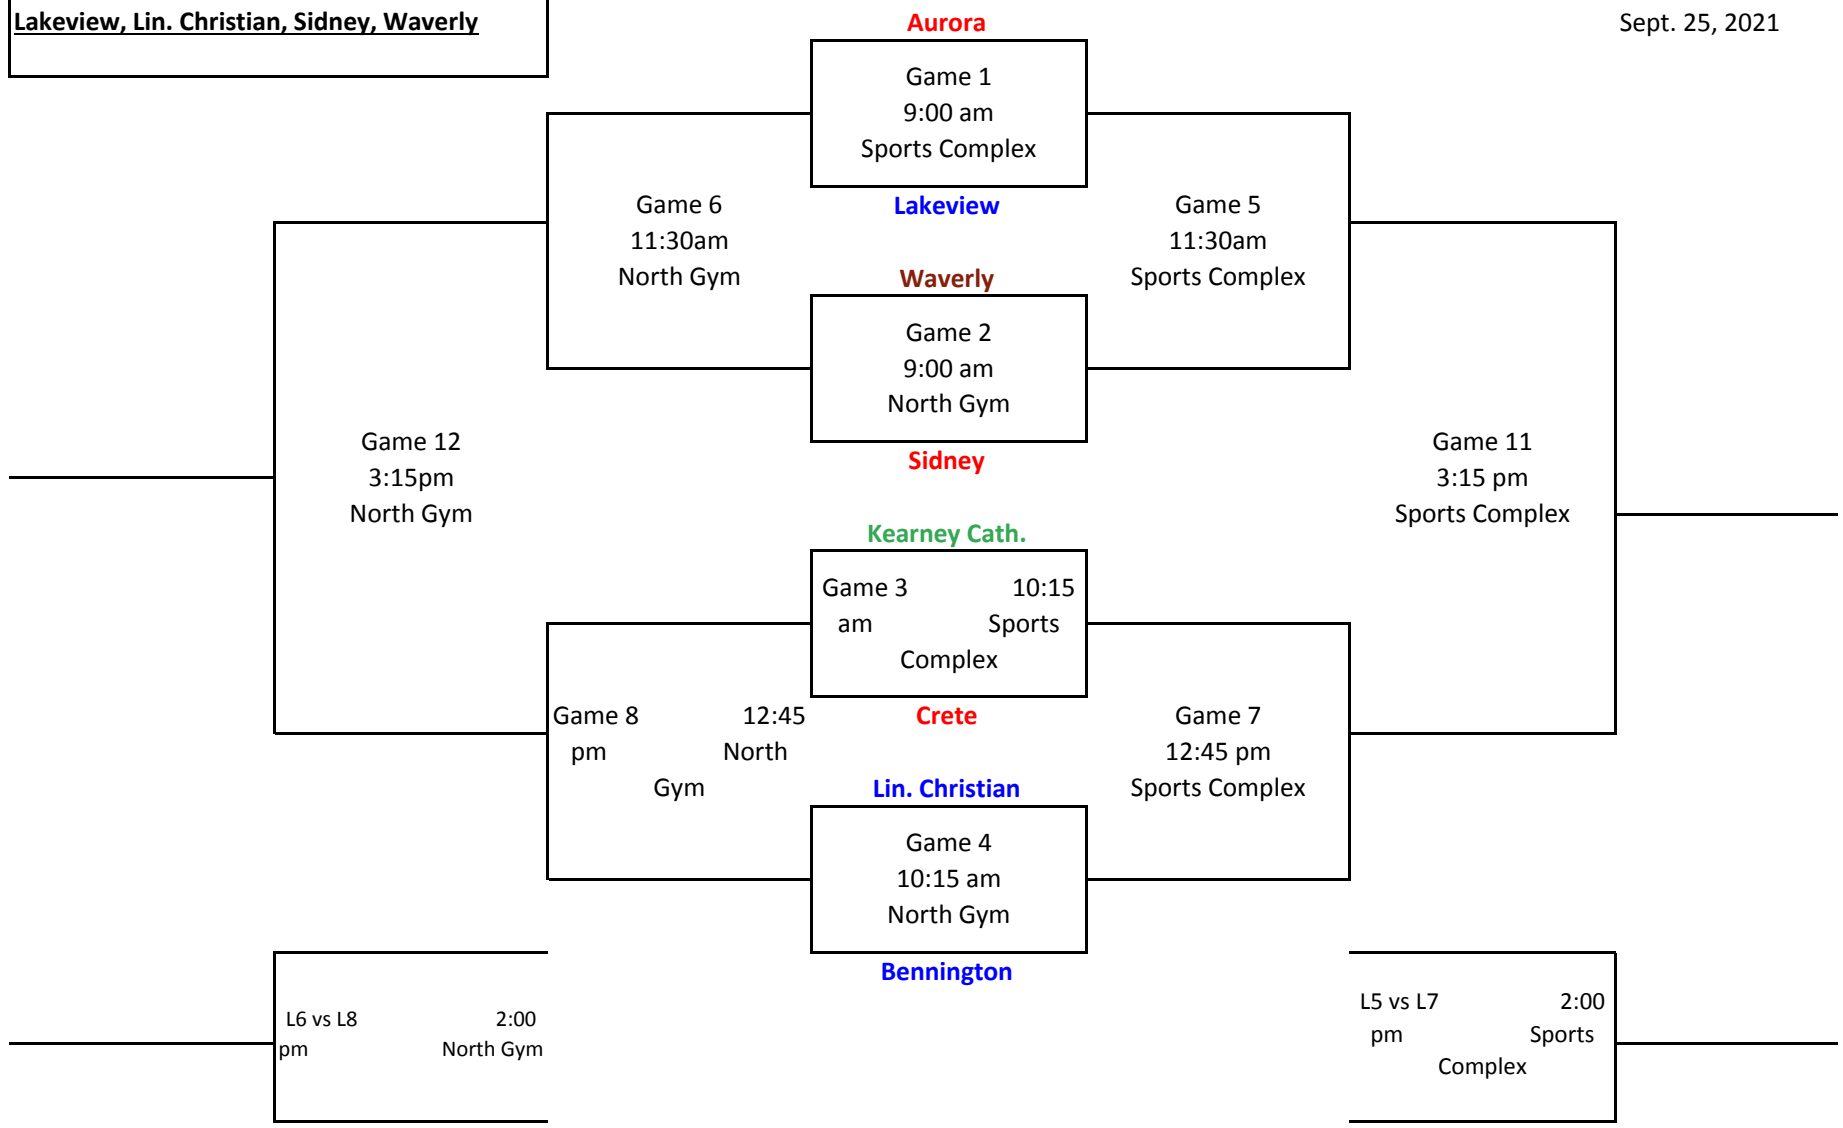 Lakeview, Lin. Christian, Sidney, Waverly
Aurora
Sept. 25, 2021
Game 1
9:00 am
Sports Complex
Lakeview
Game 6
11:30am
North Gym
Game 5
11:30am
Sports Complex
Waverly
Game 2
9:00 am
North Gym
Sidney
Game 12
3:15pm
North Gym
Game 11
3:15 pm
Sports Complex
Kearney Cath.
Game 3 10:15
am Sports
Complex
Crete
Game 8 12:45
pm North
Gym
Game 7
12:45 pm
Sports Complex
Lin. Christian
Game 4
10:15 am
North Gym
Bennington
L6 vs L8 2:00
pm North Gym
L5 vs L7 2:00
pm Sports
Complex